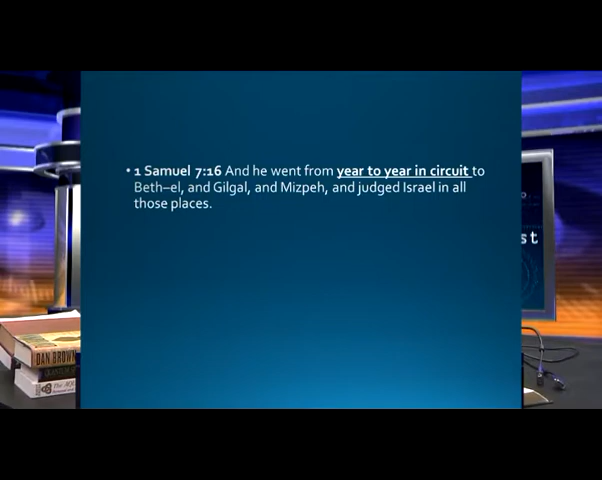 • 1 Samuel 7:16 And he went from year to year in circuit to
Beth–el, and Gilgal, and Mizpeh, and judged Israel in all
those places.
st
DAN BROWN